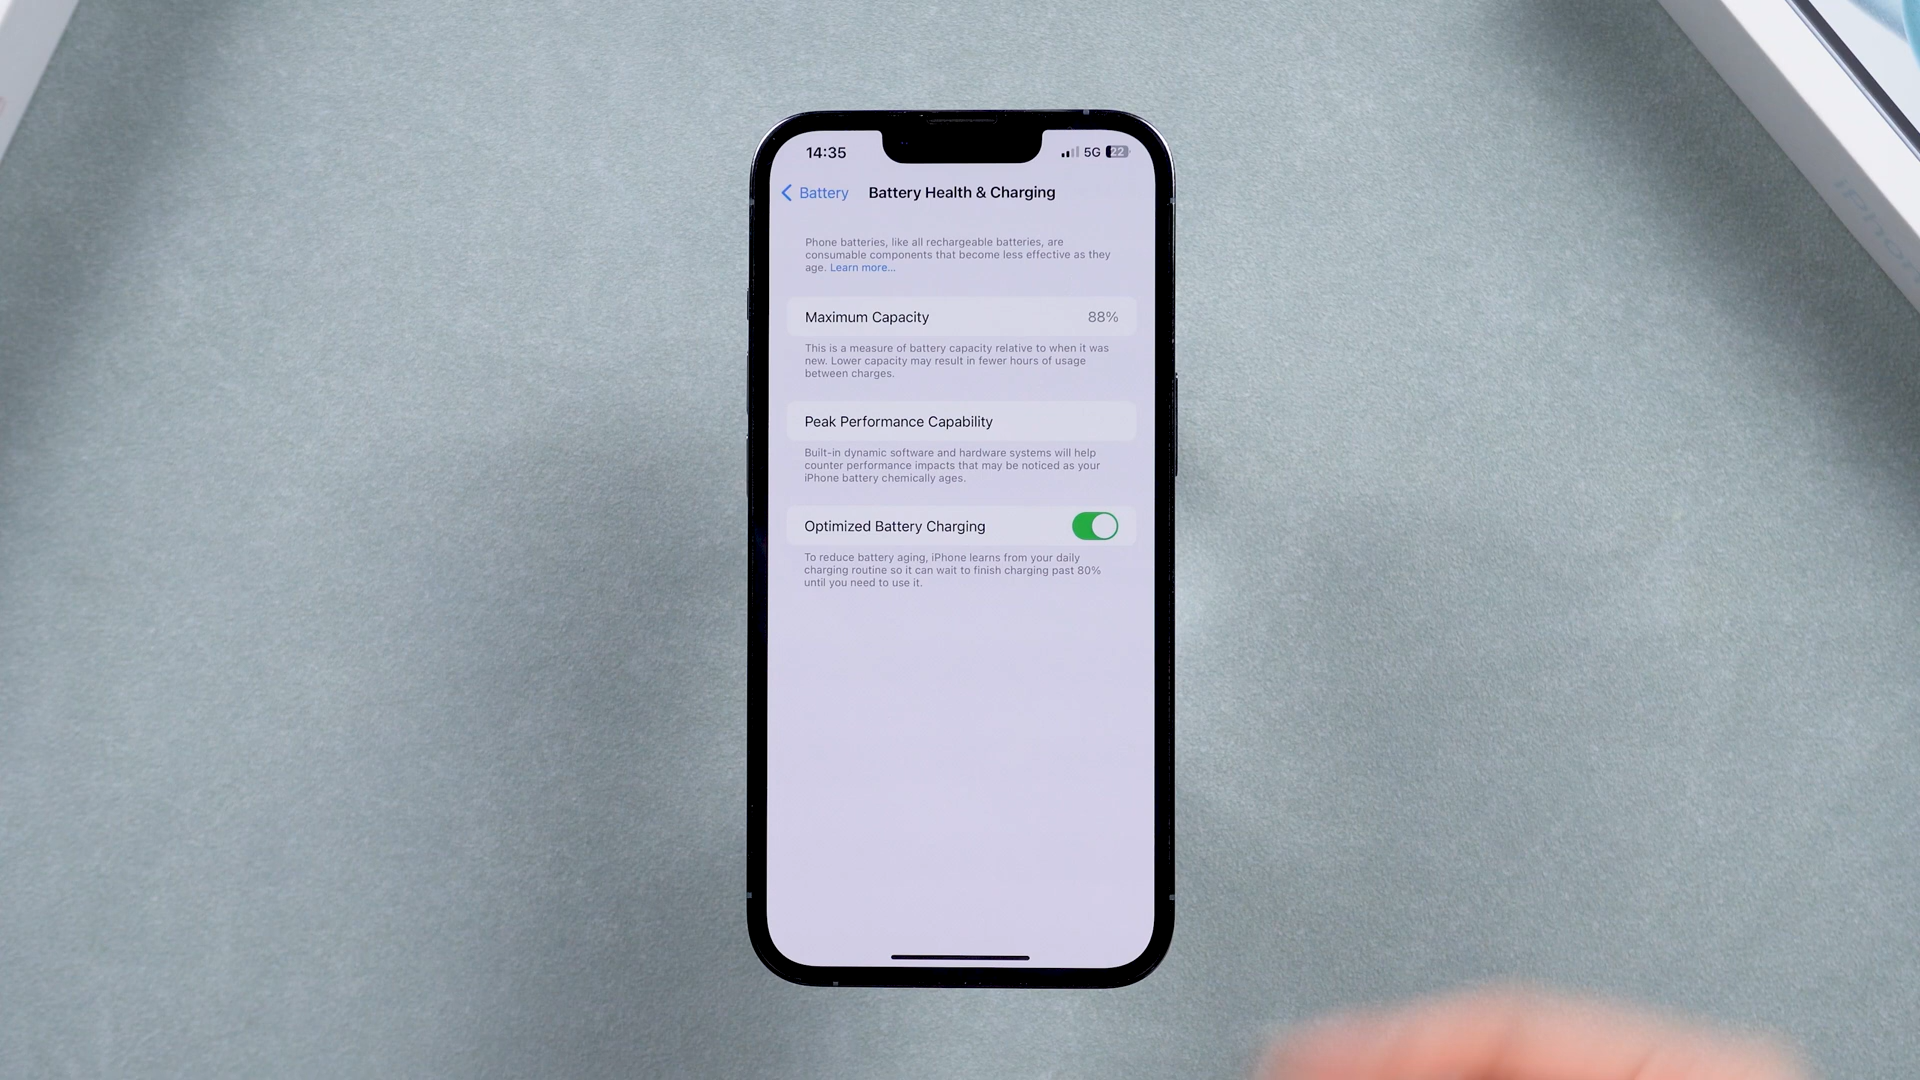 14:35
5G 22
Battery
Battery Health & Charging
Phone batteries, like all rechargeable batteries, are
consumable components that become less effective as they
age. Learn more...
Maximum Capacity 88%
This is a measure of battery capacity relative to when it was
new. Lower capacity may result in fewer hours of usage
between charges.
Peak Performance Capability
Built-in dynamic software and hardware systems will help
counter performance impacts that may be noticed as your
iPhone battery chemically ages.
Optimized Battery Charging
To reduce battery aging, iPhone learns from your daily
charging routine so it can wait to finish charging past 80%
until you need to use it.